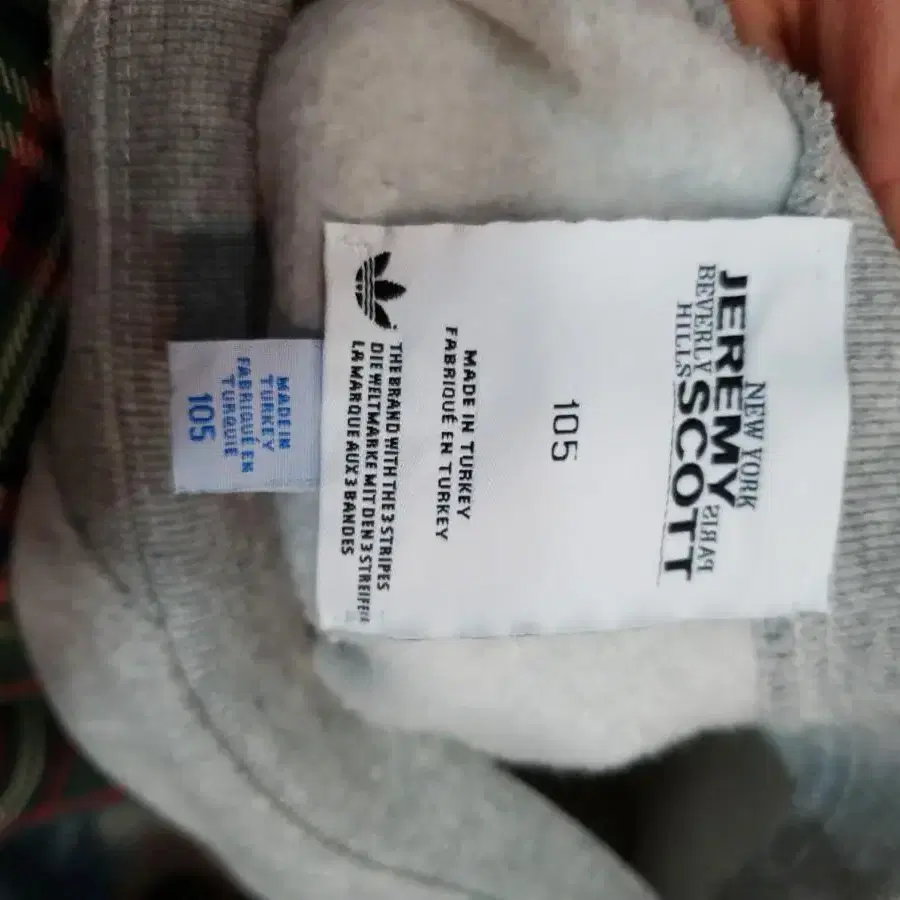 NEW YORK
JEREMY
BEVERLY PARIS
HILLS SCOTT
105
MADE IN TURKEY
FABRIQUÉ EN TURKEY
THE BRAND WITH THE 3 STRIPES
DIE WELTMARKE MIT DEN 3 STREIFEN
LA MARQUE AUX 3 BANDES
MADE IN
TURKEY
FABRIQUÉ EN
TURQUIE
105